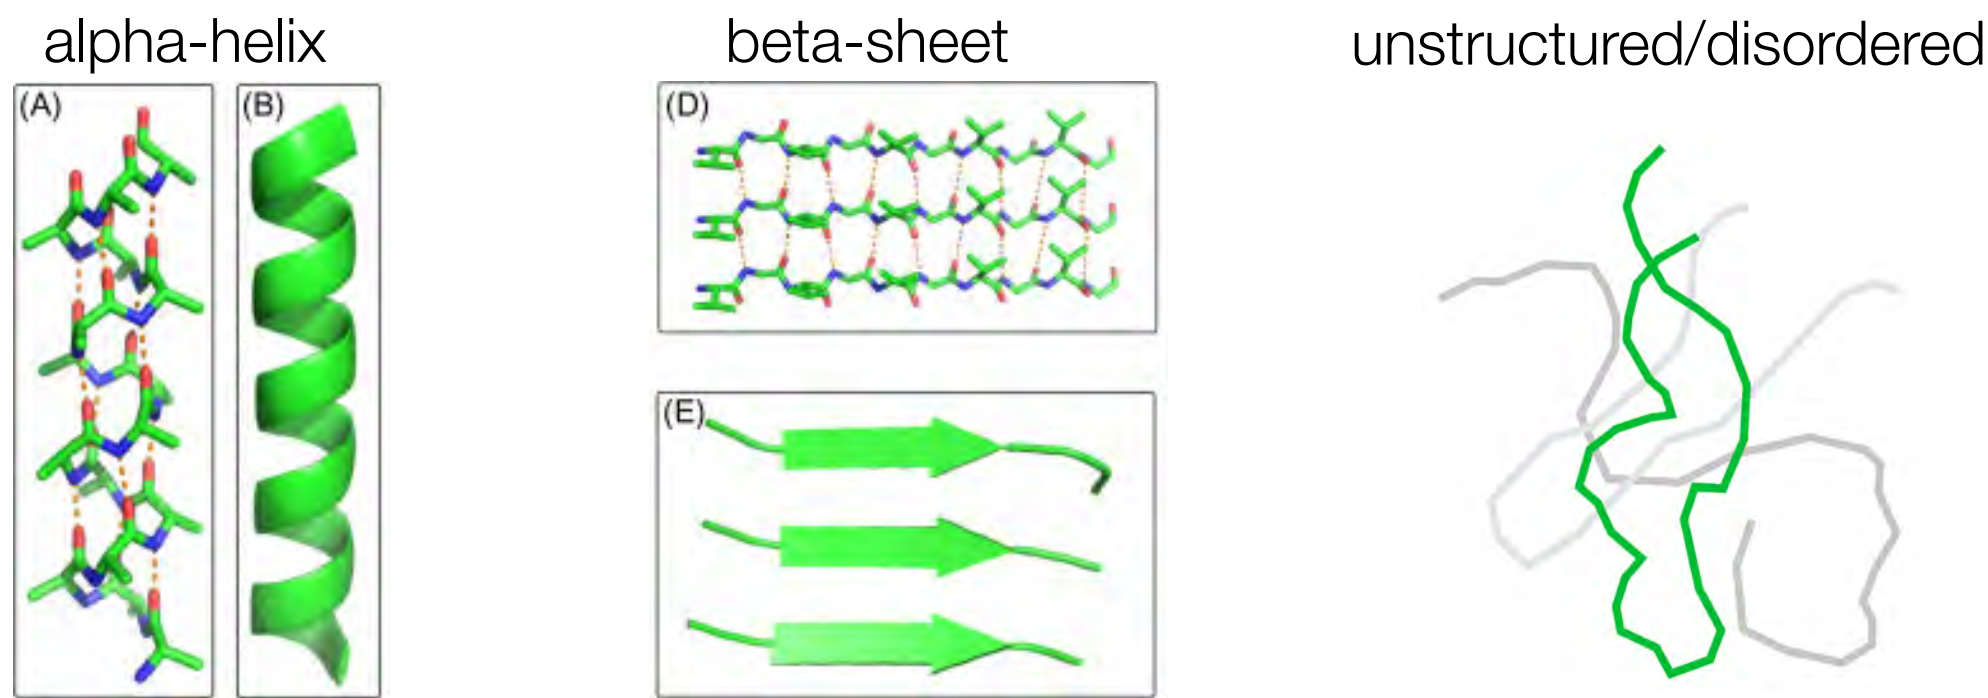 alpha-helix
beta-sheet
unstructured/disordered
(A)
(B)
(D)
(E)